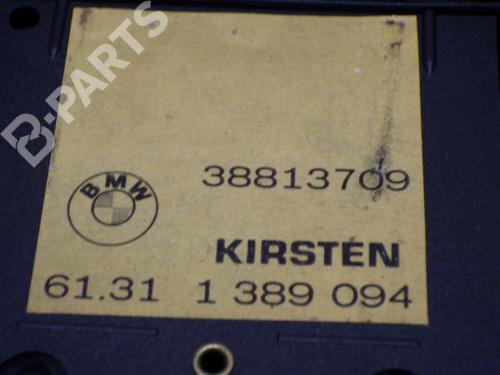 B-PARTS
38813709
BMW
KIRSTEN
61.31 1 389 094